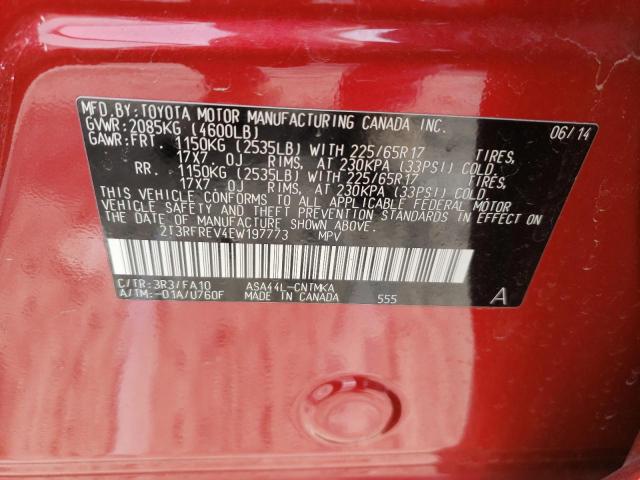 MFD.BY:TOYOTA MOTOR MANUFACTURING CANADA INC.
GVWR:2085KG (4600LB) 06/14
GAWR:FRT. 1150KG (2535LB) WITH 225/65R17 TIRES,
17X7 0J RIMS, AT 230KPA (33PSI) COLD.
RR. 1150KG (2535LB) WITH 225/65R17 TIRES,
17X7 0J RIMS, AT 230KPA (33PSI) COLD.
THIS VEHICLE CONFORMS TO ALL APPLICABLE FEDERAL MOTOR
VEHICLE SAFETY AND THEFT PREVENTION STANDARDS IN EFFECT ON
THE DATE OF MANUFACTURE SHOWN ABOVE.
2T3RFREV4EW197773 MPV
C/TR:3R3/FA10 ASA44L-CNTMKA
A/TM:-01A/U760F MADE IN CANADA 555 A